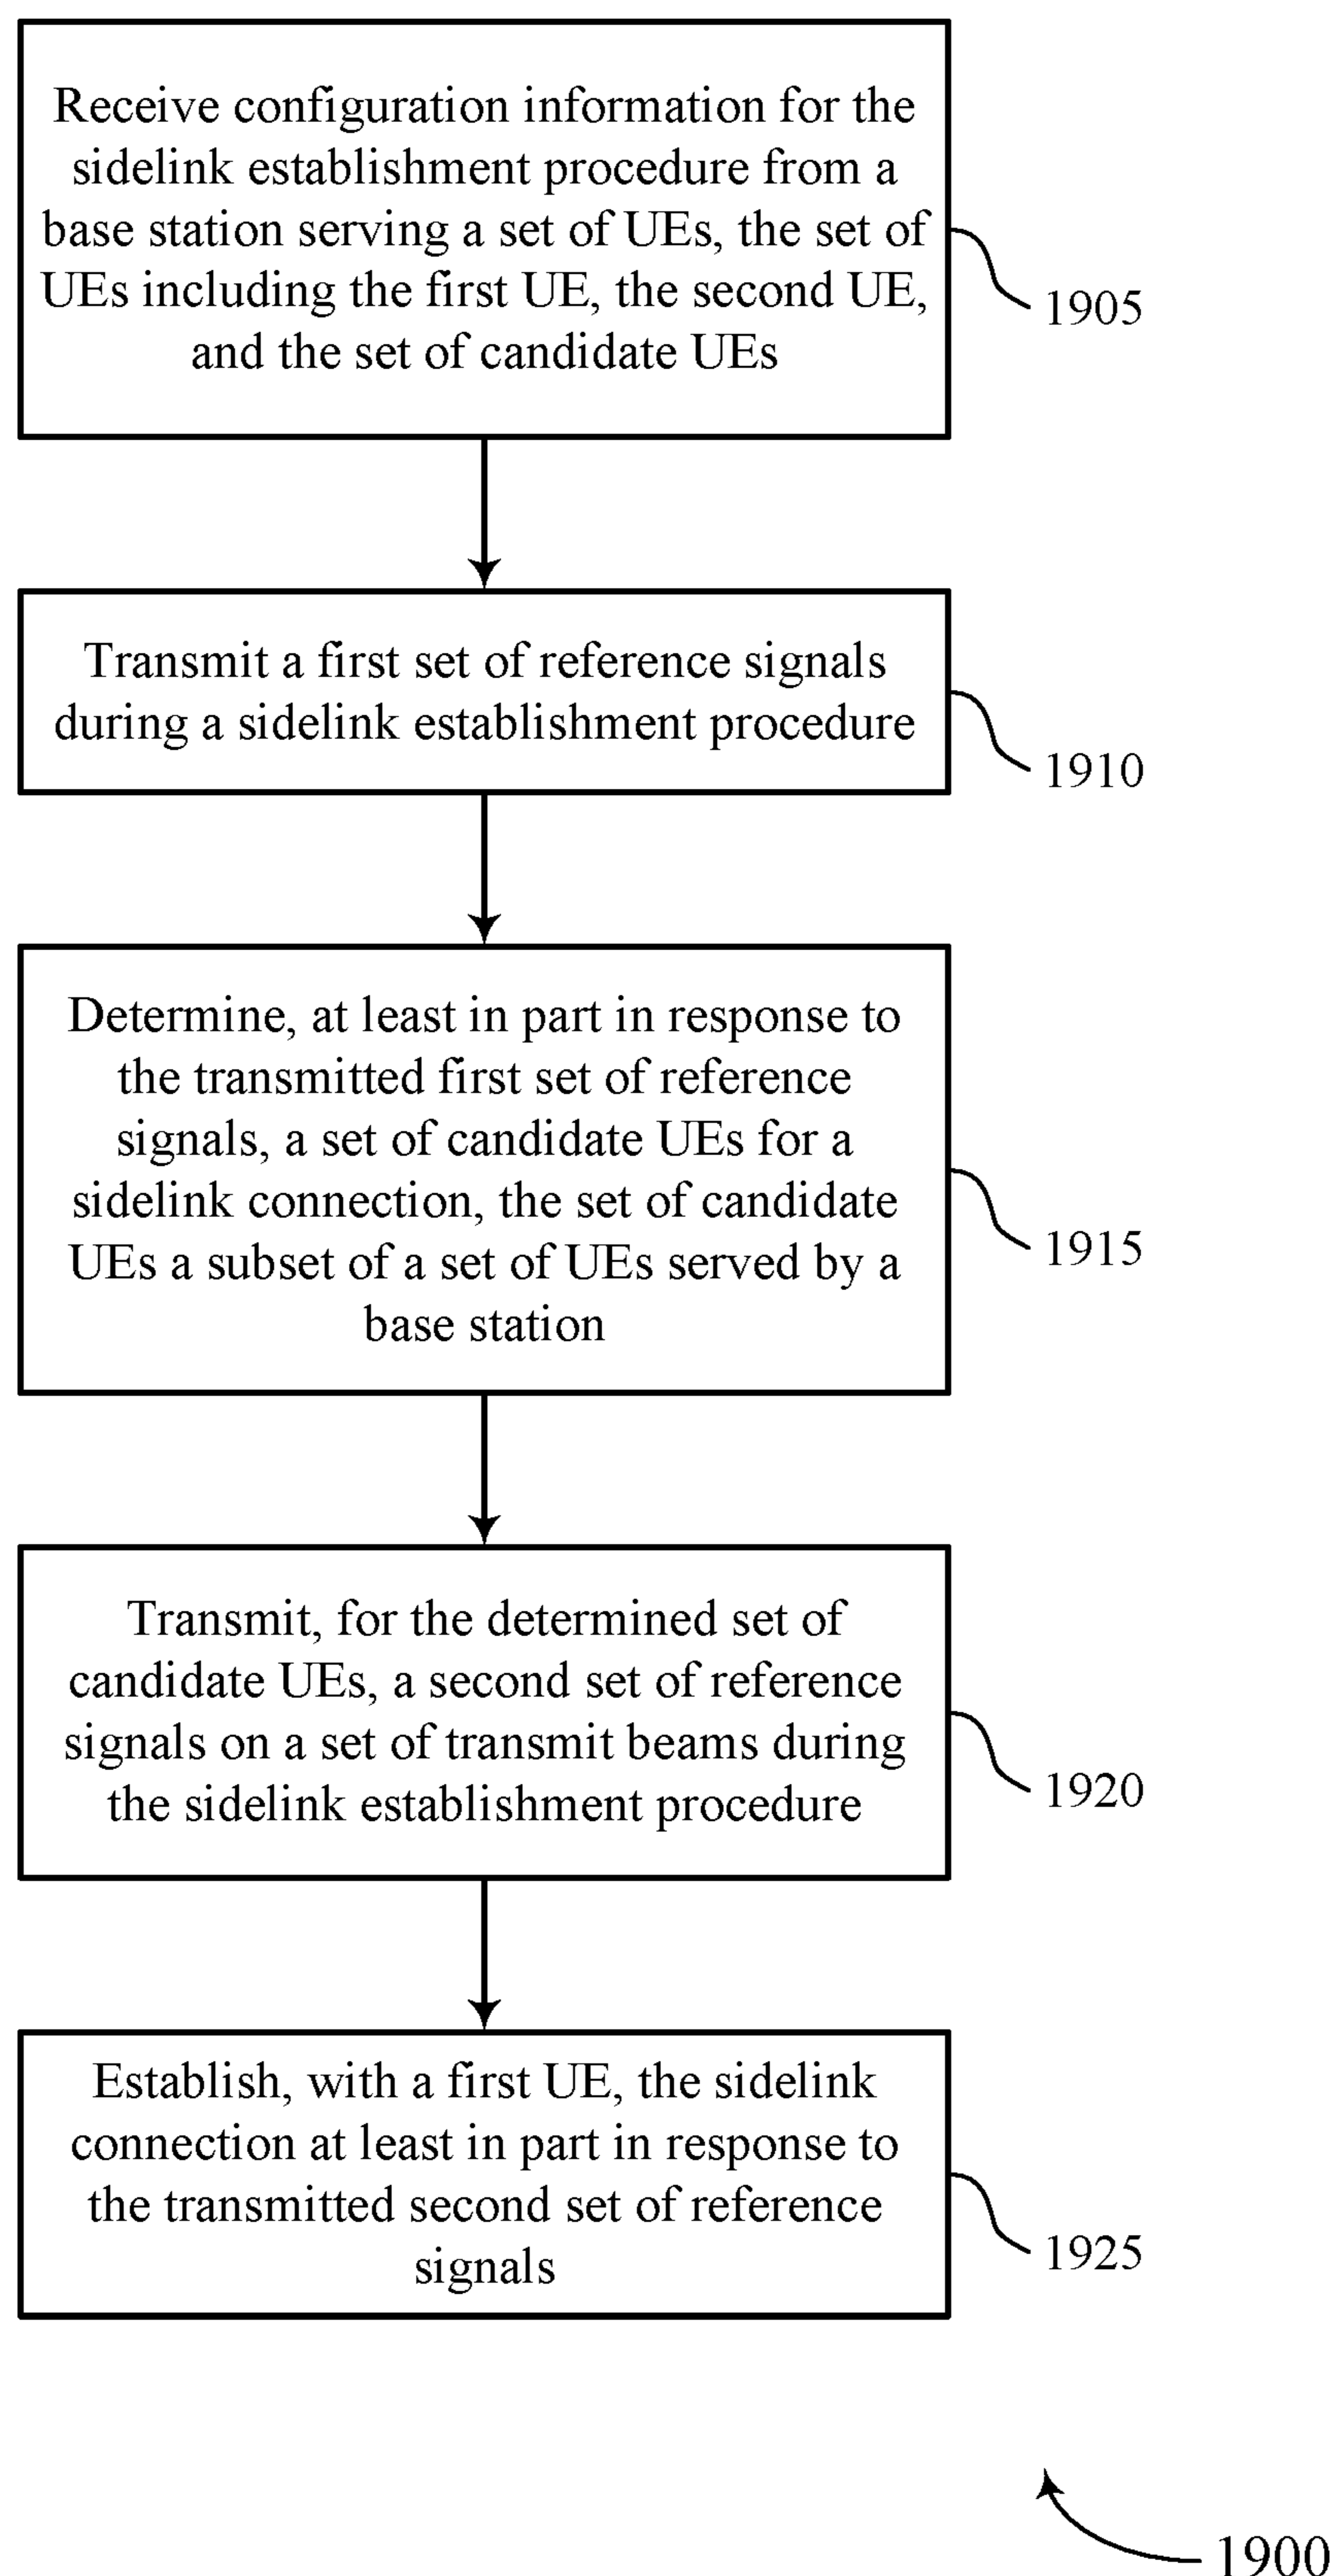 Receive configuration information for the
sidelink establishment procedure from a
base station serving a set of UEs, the set of
UEs including the first UE, the second UE,
and the set of candidate UEs
1905
Transmit a first set of reference signals
during a sidelink establishment procedure
1910
Determine, at least in part in response to
the transmitted first set of reference
signals, a set of candidate UEs for a
sidelink connection, the set of candidate
UEs a subset of a set of UEs served by a
base station
1915
Transmit, for the determined set of
candidate UEs, a second set of reference
signals on a set of transmit beams during
the sidelink establishment procedure
1920
Establish, with a first UE, the sidelink
connection at least in part in response to
the transmitted second set of reference
signals
1925
1900